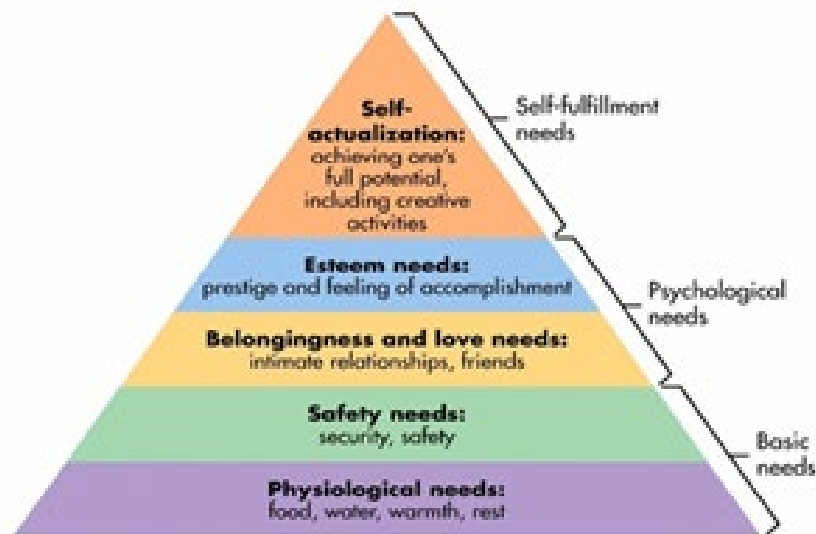 Self-
actualization:
achieving one's
full potential,
including creative
activities
Self-fulfillment
needs
Esteem needs:
prestige and feeling of accomplishment
Psychological
needs
Belongingness and love needs:
intimate relationships, friends
Safety needs:
security, safety
Basic
needs
Physiological needs:
food, water, warmth, rest